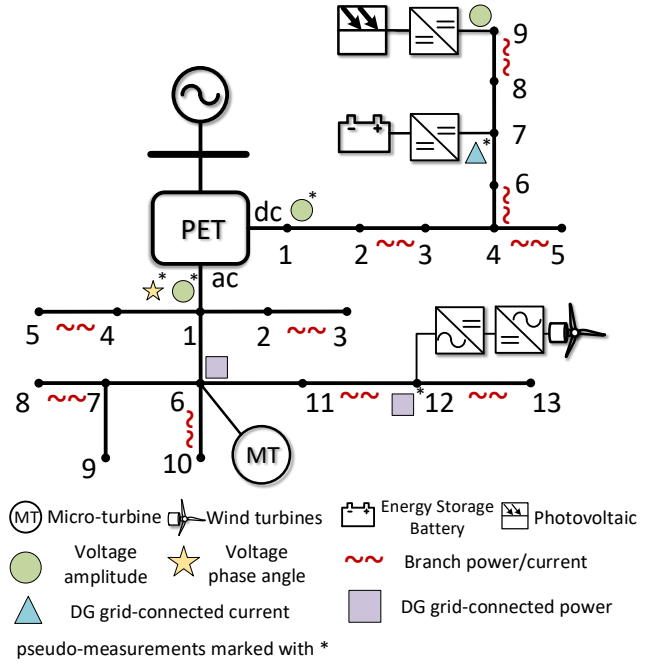 9
8
7
*
6
dc
*
PET
1
2
3
4
5
ac
*
*
5
4
1
2
3
8
7
6
11
*
12
13
9
10
MT
MT Micro-turbine
Wind turbines
Energy Storage
Battery
Photovoltaic
Voltage
amplitude
Voltage
phase angle
Branch power/current
DG grid-connected current
DG grid-connected power
pseudo-measurements marked with *